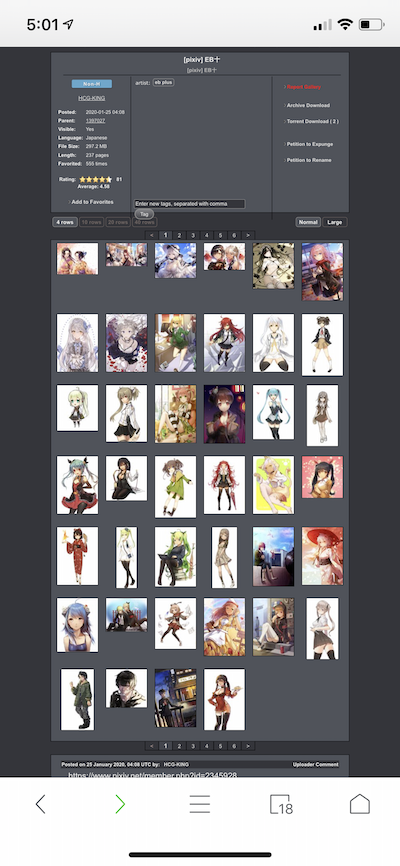 5:01
[pixiv] EB十
[pixiv] EB十
Non-H
HCG-KING
artist: eb plus
Posted: 2020-01-25 04:08
Parent: 1397027
Visible: Yes
Language: Japanese
File Size: 297.2 MB
Length: 237 pages
Favorited: 555 times
Rating: 81
Average: 4.58
Add to Favorites
Report Gallery
Archive Download
Torrent Download ( 2 )
Petition to Expunge
Petition to Rename
Enter new tags, separated with comma
Tag
4 rows 10 rows 20 rows 40 rows Normal Large
< 1 2 3 4 5 6 >
< 1 2 3 4 5 6 >
Posted on 25 January 2020, 04:08 UTC by: HCG-KING Uploader Comment
https://www.pixiv.net/member.php?id=2345928
18